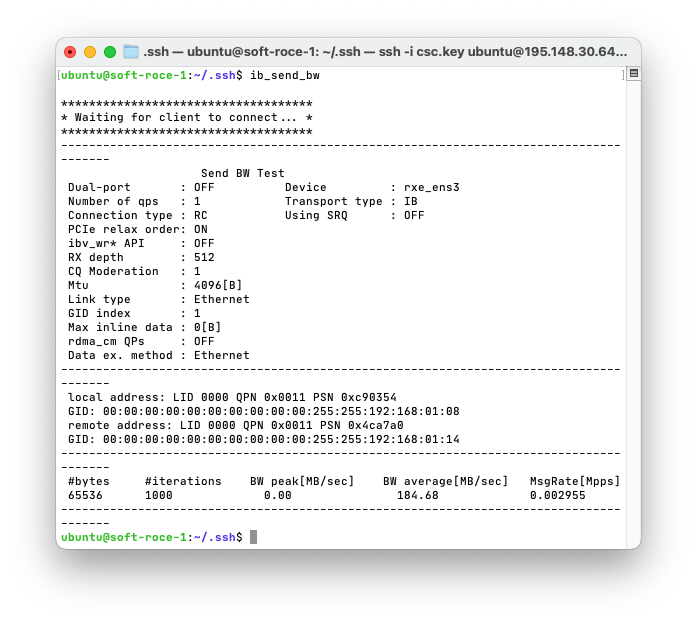 .ssh — ubuntu@soft-roce-1: ~/.ssh — ssh -i csc.key ubuntu@195.148.30.64...
[ubuntu@soft-roce-1:~/.ssh$ ib_send_bw ]
************************************
* Waiting for client to connect... *
************************************
--------------------------------------------------------------------------------
-------
Send BW Test
Dual-port : OFF Device : rxe_ens3
Number of qps : 1 Transport type : IB
Connection type : RC Using SRQ : OFF
PCIe relax order: ON
ibv_wr* API : OFF
RX depth : 512
CQ Moderation : 1
Mtu : 4096[B]
Link type : Ethernet
GID index : 1
Max inline data : 0[B]
rdma_cm QPs : OFF
Data ex. method : Ethernet
--------------------------------------------------------------------------------
-------
local address: LID 0000 QPN 0x0011 PSN 0xc90354
GID: 00:00:00:00:00:00:00:00:00:00:255:255:192:168:01:08
remote address: LID 0000 QPN 0x0011 PSN 0x4ca7a0
GID: 00:00:00:00:00:00:00:00:00:00:255:255:192:168:01:14
--------------------------------------------------------------------------------
-------
#bytes #iterations BW peak[MB/sec] BW average[MB/sec] MsgRate[Mpps]
65536 1000 0.00 184.68 0.002955
--------------------------------------------------------------------------------
-------
ubuntu@soft-roce-1:~/.ssh$